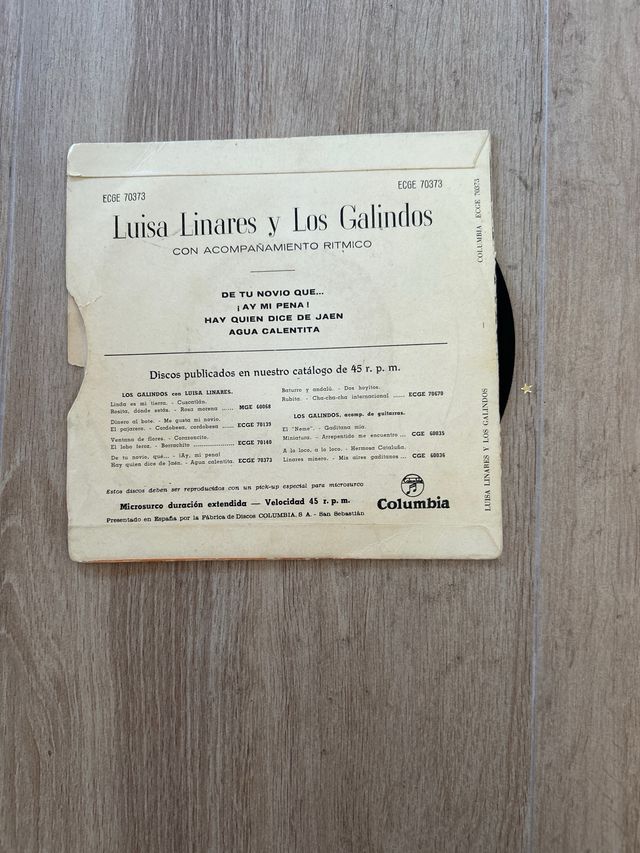 ECGE 70373
ECGE 70373
Luisa Linares y Los Galindos
CON ACOMPAÑAMIENTO RITMICO
DE TU NOVIO QUE...
¡AY MI PENA!
HAY QUIEN DICE DE JAEN
AGUA CALENTITA
Discos publicados en nuestro catálogo de 45 r. p. m.
LOS GALINDOS con LUISA LINARES.
Linda es mi tierra. - Cuscatlán.
Rosita, dónde estás. - Rosa morena ...... MGE 60068
Dinero al bote. - Me gusta mi novio.
El pajarero. - Cordobesa, cordobesa ...... ECGE 70139
Ventana de flores. - Corazoncito.
El lobo feroz. - Borrachita ................ ECGE 70140
De tu novio, qué... - ¡Ay, mi pena!
Hay quien dice de Jaén. - Agua calentita. ECGE 70373
Baturro y andalú. - Dos hoyitos.
Rubita. - Cha-cha-cha internacional ...... ECGE 70670
LOS GALINDOS, acomp. de guitarras.
El "Neme". - Gaditana mía.
Miniatura. - Arrepentido me encuentro ... CGE 60035
A lo loco, a lo loco. - Hermosa Cataluña.
Linares minero. - Mis aires gaditanos ... CGE 60036
Estos discos deben ser reproducidos con un pick-up especial para microsurco
Microsurco duración extendida — Velocidad 45 r. p. m.
Presentado en España por la Fábrica de Discos COLUMBIA, S A. - San Sebastián
Columbia
LUISA LINARES Y LOS GALINDOS — COLUMBIA ECGE 70373